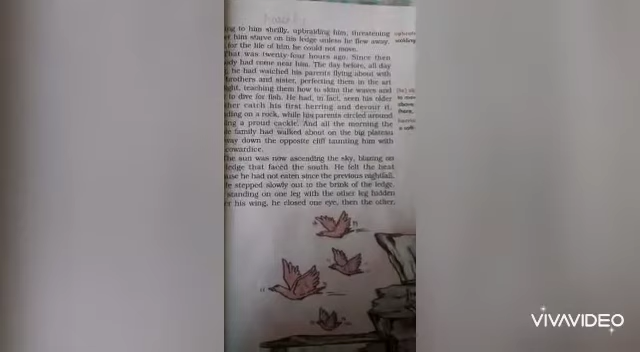 ing to him shrilly, upbraiding him, threatening
er him starve on his ledge unless he flew away.
for the life of him he could not move.
That was twenty-four hours ago. Since then
ody had come near him. The day before, all day
, he had watched his parents flying about with
brothers and sister, perfecting them in the art
ight, teaching them how to skim the waves and
to dive for fish. He had, in fact, seen his older
ther catch his first herring and devour it,
nding on a rock, while his parents circled around
ing a proud cackle. And all the morning the
le family had walked about on the big plateau
way down the opposite cliff taunting him with
cowardice.
The sun was now ascending the sky, blazing on
ledge that faced the south. He felt the heat
ause he had not eaten since the previous nightfall.
He stepped slowly out to the brink of the ledge,
standing on one leg with the other leg hidden
er his wing, he closed one eye, then the other,
VIVAVIDEO